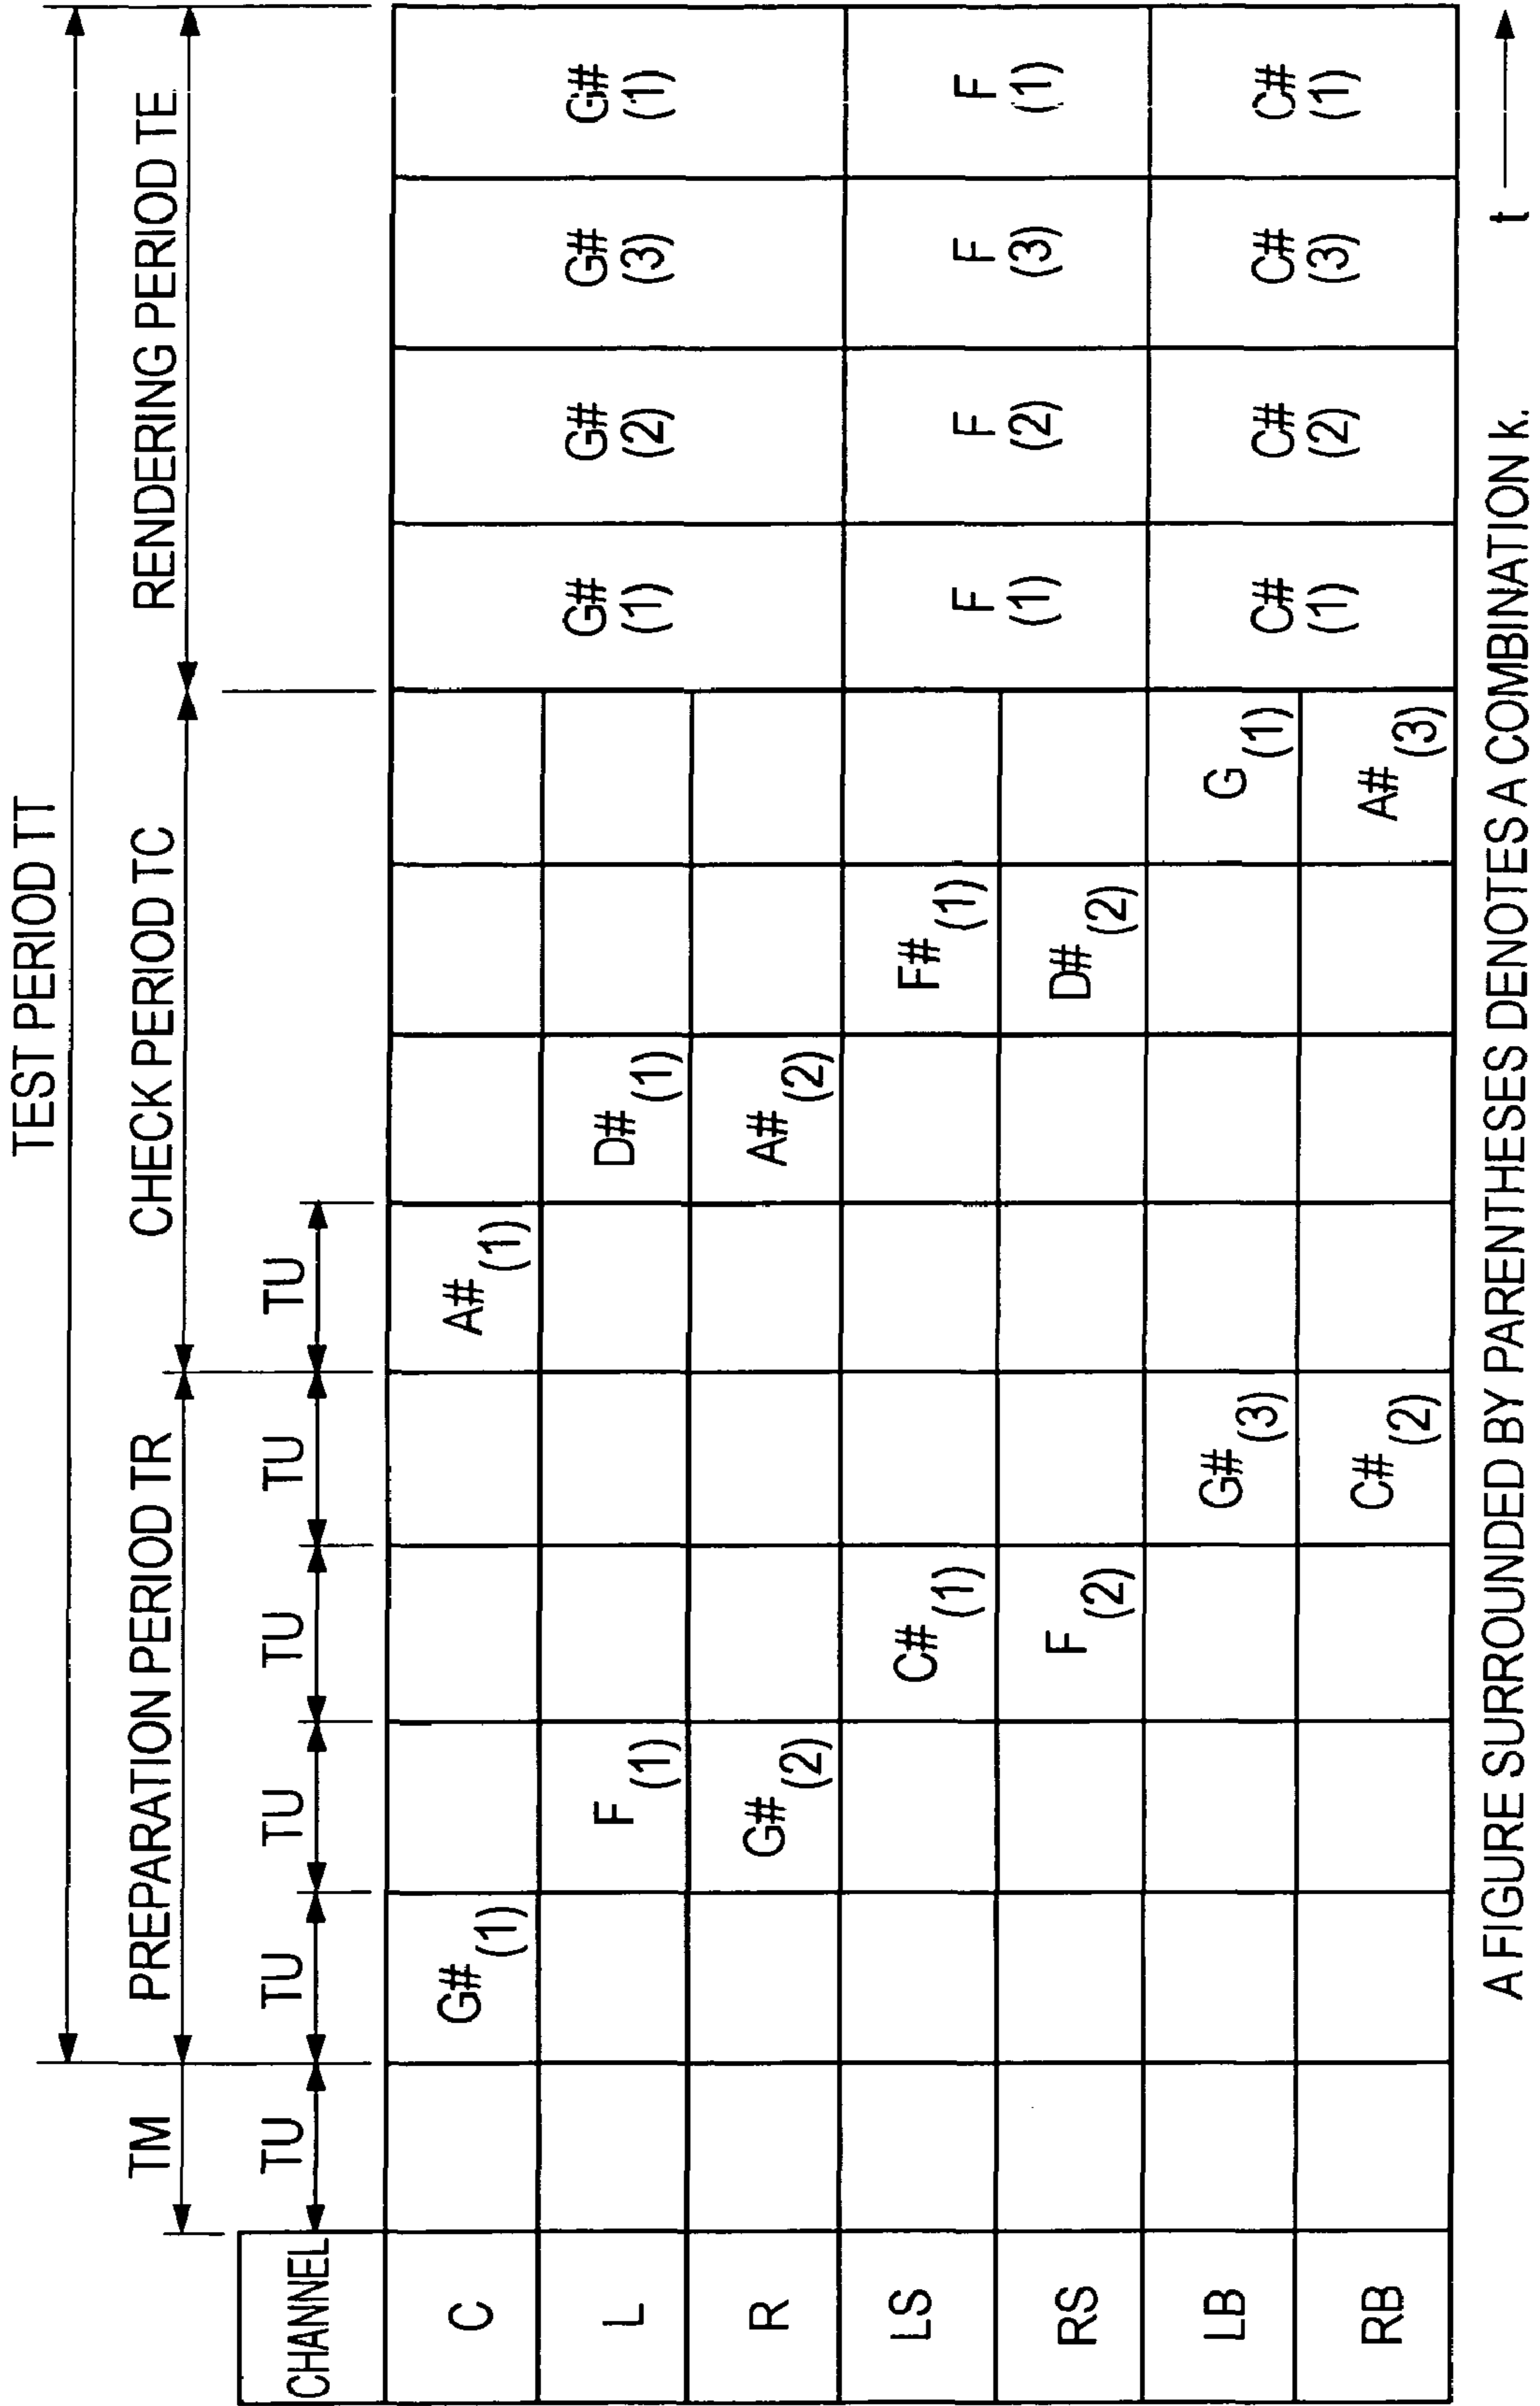 TEST PERIOD TT
TM PREPARATION PERIOD TR CHECK PERIOD TC RENDERING PERIOD TE
CHANNEL TU TU TU TU TU TU
C G# (1) A# (1) G# (1) G# (2) G# (3) G# (1)
L F (1) D# (1)
R G# (2) A# (2)
LS C# (1) F# (1) F (1) F (2) F (3) F (1)
RS F (2) D# (2)
LB G# (3) G (1) C# (1) C# (2) C# (3) C# (1)
RB C# (2) A# (3)
A FIGURE SURROUNDED BY PARENTHESES DENOTES A COMBINATION k. t